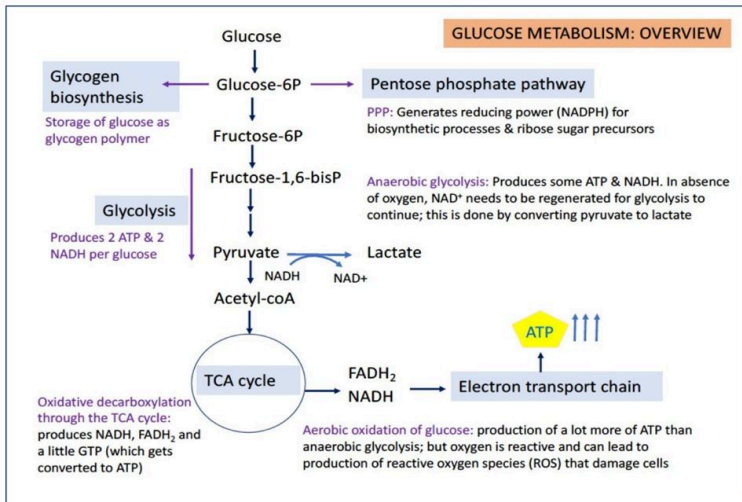 GLUCOSE METABOLISM: OVERVIEW
Glucose
Glycogen
biosynthesis
Glucose-6P
Pentose phosphate pathway
Storage of glucose as
glycogen polymer
PPP: Generates reducing power (NADPH) for
biosynthetic processes & ribose sugar precursors
Fructose-6P
Fructose-1,6-bisP
Anaerobic glycolysis: Produces some ATP & NADH. In absence
of oxygen, NAD⁺ needs to be regenerated for glycolysis to
continue; this is done by converting pyruvate to lactate
Glycolysis
Produces 2 ATP & 2
NADH per glucose
Pyruvate
Lactate
NADH
NAD+
Acetyl-coA
ATP
TCA cycle
FADH₂
NADH
Electron transport chain
Oxidative decarboxylation
through the TCA cycle:
produces NADH, FADH₂ and
a little GTP (which gets
converted to ATP)
Aerobic oxidation of glucose: production of a lot more of ATP than
anaerobic glycolysis; but oxygen is reactive and can lead to
production of reactive oxygen species (ROS) that damage cells